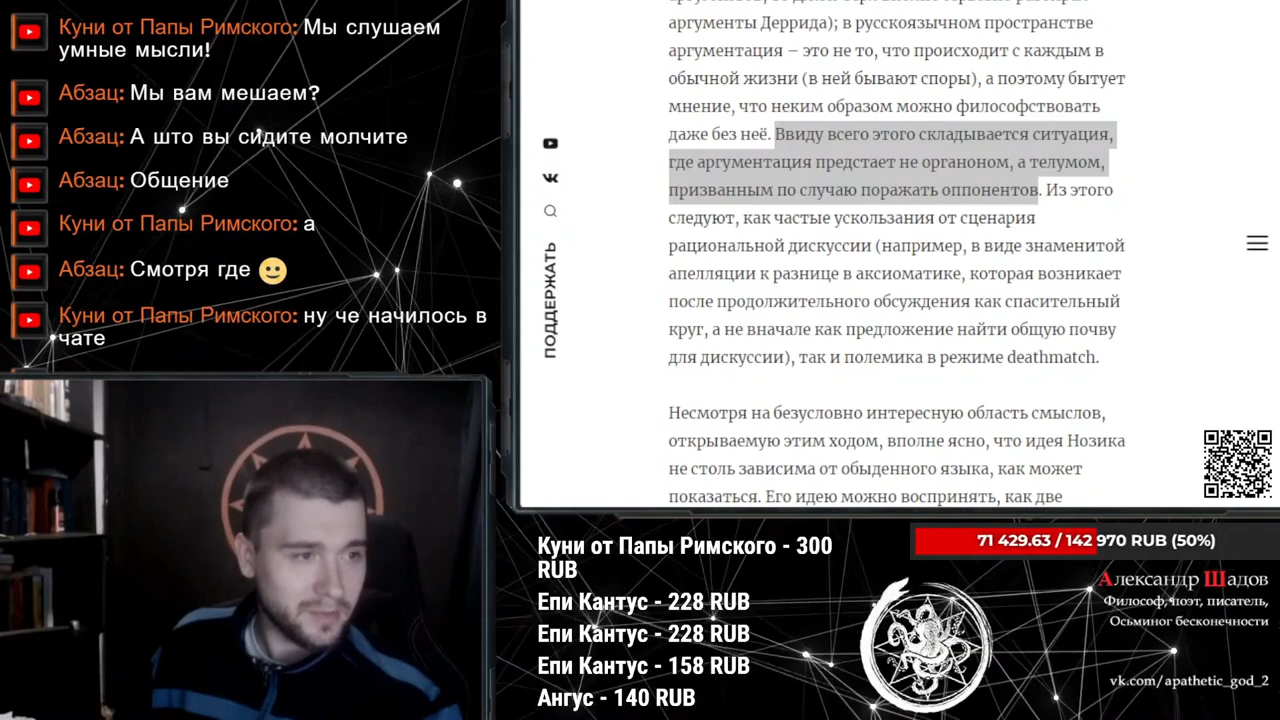 Куни от Папы Римского: Мы слушаем
умные мысли!
Абзац: Мы вам мешаем?
Абзац: А што вы сидите молчите
Абзац: Общение
Куни от Папы Римского: а
Абзац: Смотря где 🙂
Куни от Папы Римского: ну че начилось в
чате
аргументы Деррида); в русскоязычном пространстве
аргументация – это не то, что происходит с каждым в
обычной жизни (в ней бывают споры), а поэтому бытует
мнение, что неким образом можно философствовать
даже без неё. Ввиду всего этого складывается ситуация,
где аргументация предстает не органоном, а телумом,
призванным по случаю поражать оппонентов. Из этого
следуют, как частые ускользания от сценария
рациональной дискуссии (например, в виде знаменитой
апелляции к разнице в аксиоматике, которая возникает
после продолжительного обсуждения как спасительный
круг, а не вначале как предложение найти общую почву
для дискуссии), так и полемика в режиме deathmatch.
Несмотря на безусловно интересную область смыслов,
открываемую этим ходом, вполне ясно, что идея Нозика
не столь зависима от обыденного языка, как может
показаться. Его идею можно воспринять, как две
ПОДДЕРЖАТЬ
Куни от Папы Римского - 300
RUB
Епи Кантус - 228 RUB
Епи Кантус - 228 RUB
Епи Кантус - 158 RUB
Ангус - 140 RUB
71 429.63 / 142 970 RUB (50%)
Александр Шадов
Философ, поэт, писатель,
Осьминог бесконечности
vk.com/apathetic_god_2